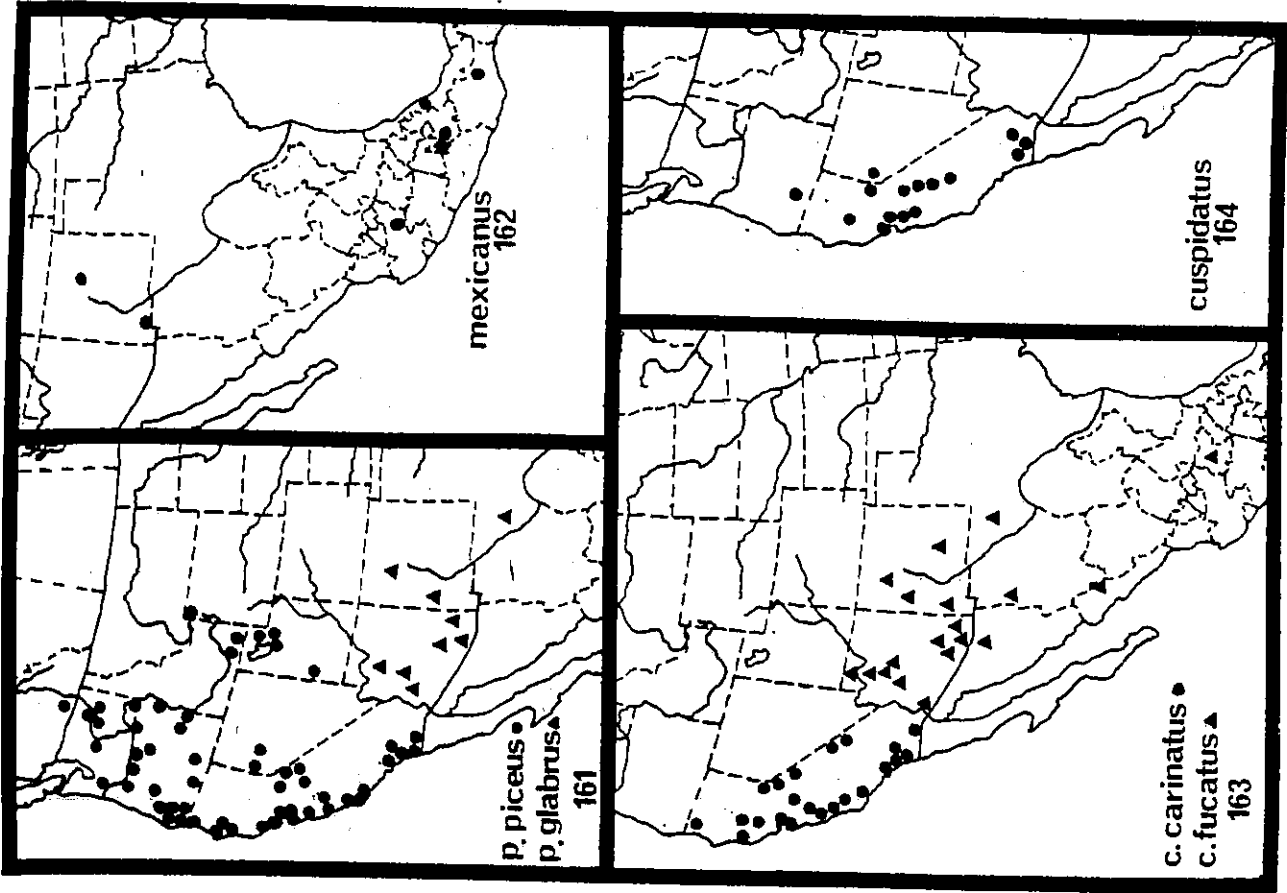 mexicanus
162
cuspidatus
164
p. piceus ●
p. glabrus ▲
161
c. carinatus ●
c. fucatus ▲
163